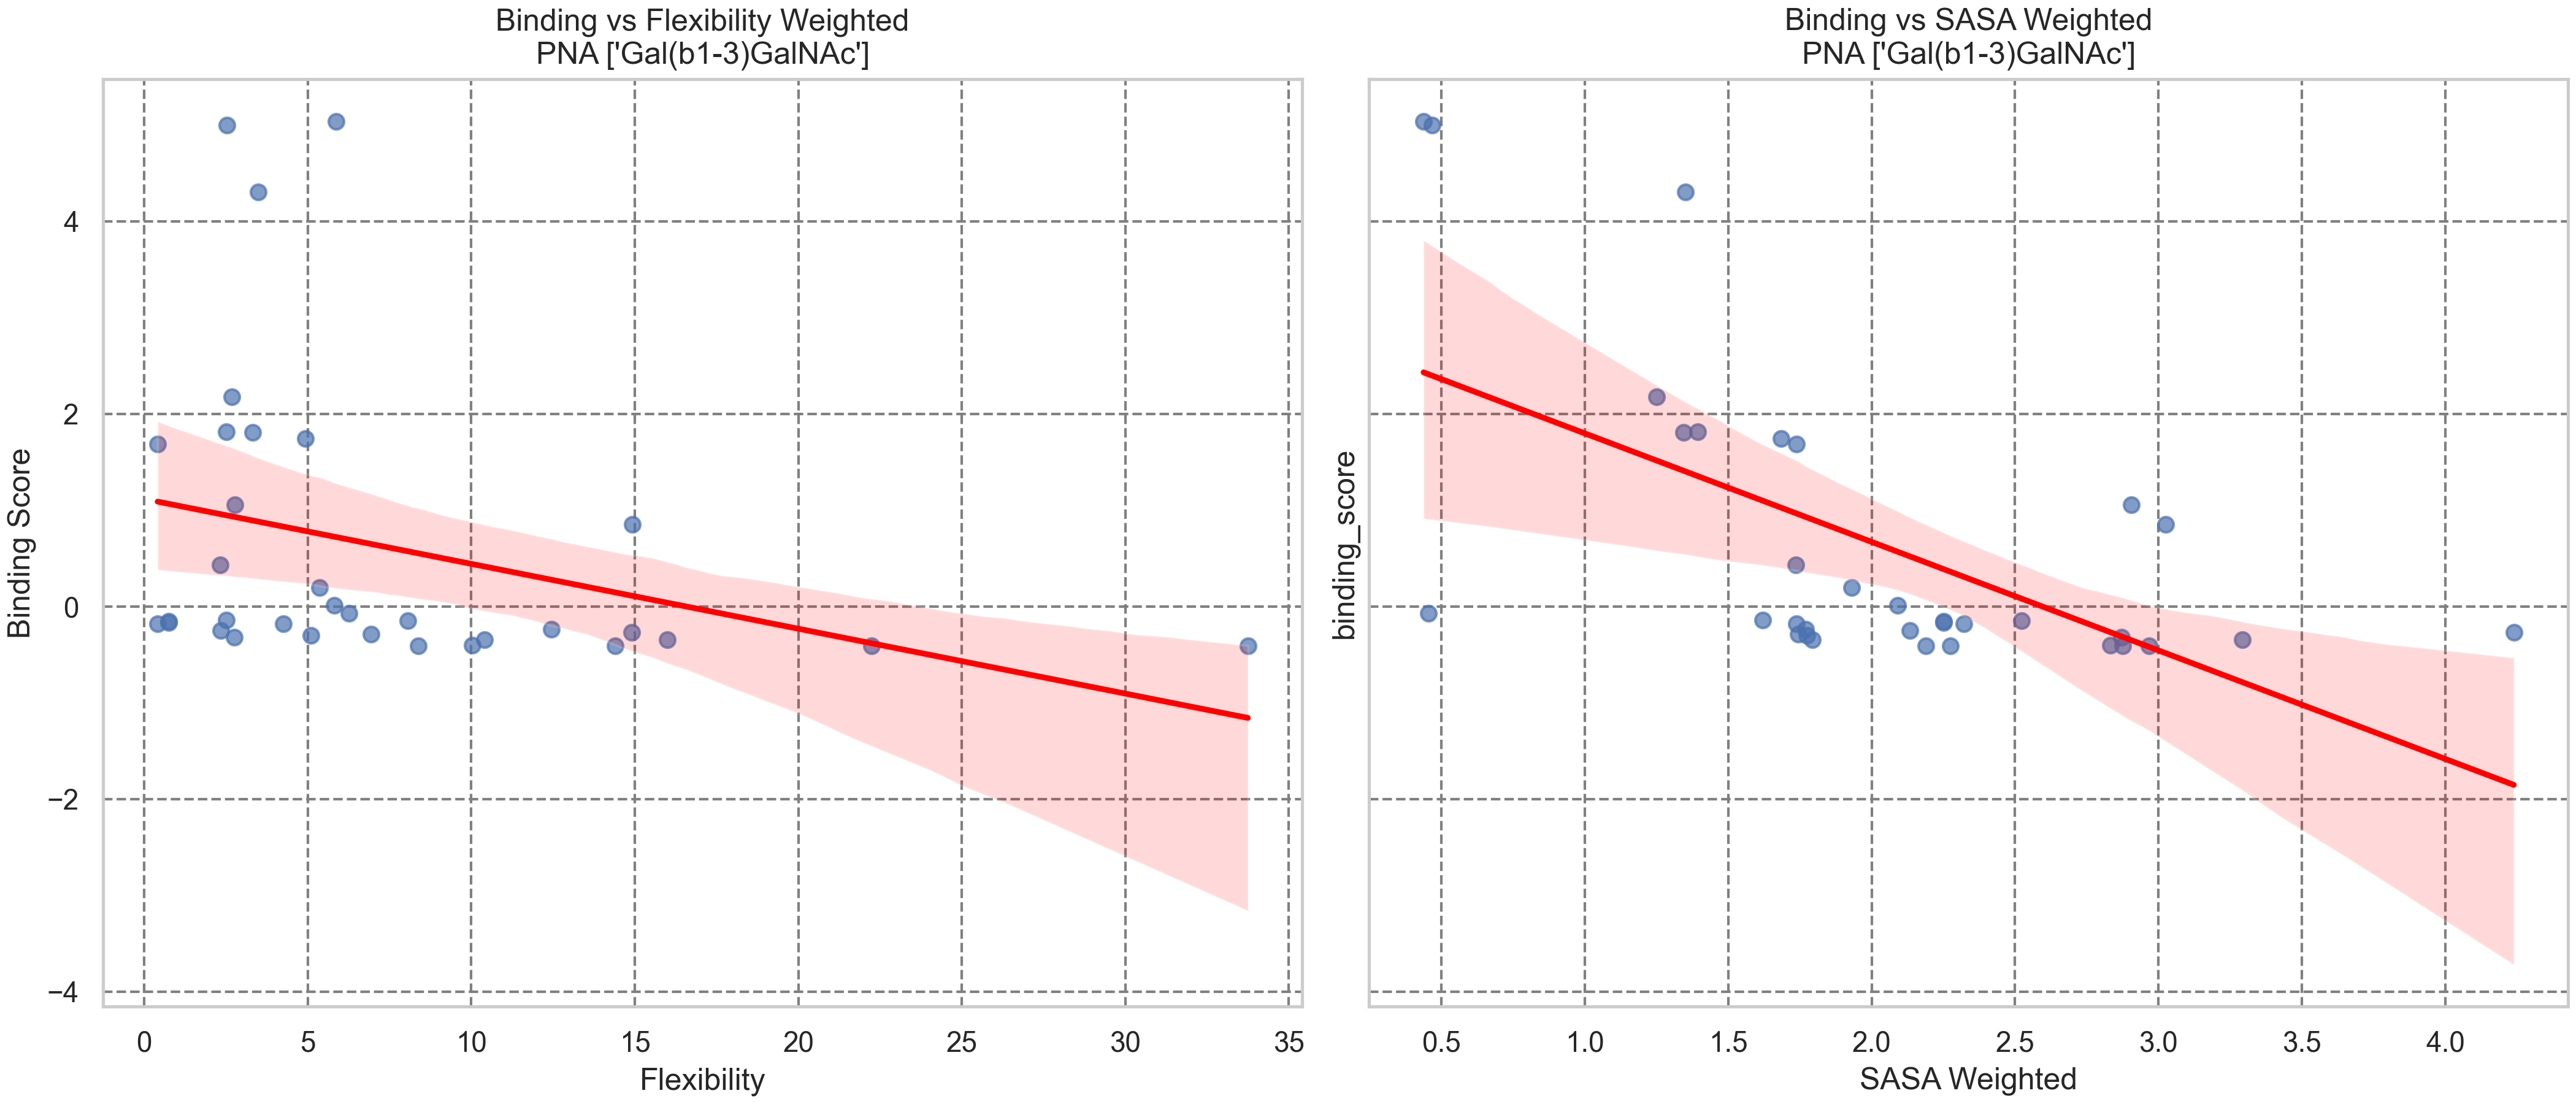 Binding vs Flexibility Weighted
PNA ['Gal(b1-3)GalNAc']
Binding Score
4
2
0
−2
−4
0 5 10 15 20 25 30 35
Flexibility
Binding vs SASA Weighted
PNA ['Gal(b1-3)GalNAc']
binding_score
0.5 1.0 1.5 2.0 2.5 3.0 3.5 4.0
SASA Weighted